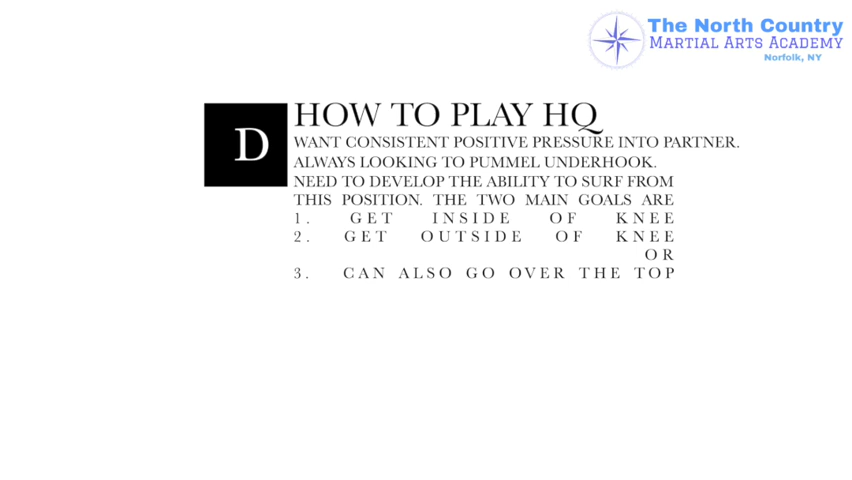 The North Country
MARTIAL ARTS ACADEMY
Norfolk, NY
D
HOW TO PLAY HQ
WANT CONSISTENT POSITIVE PRESSURE INTO PARTNER.
ALWAYS LOOKING TO PUMMEL UNDERHOOK.
NEED TO DEVELOP THE ABILITY TO SURF FROM
THIS POSITION. THE TWO MAIN GOALS ARE
1. GET INSIDE OF KNEE
2. GET OUTSIDE OF KNEE
OR
3. CAN ALSO GO OVER THE TOP